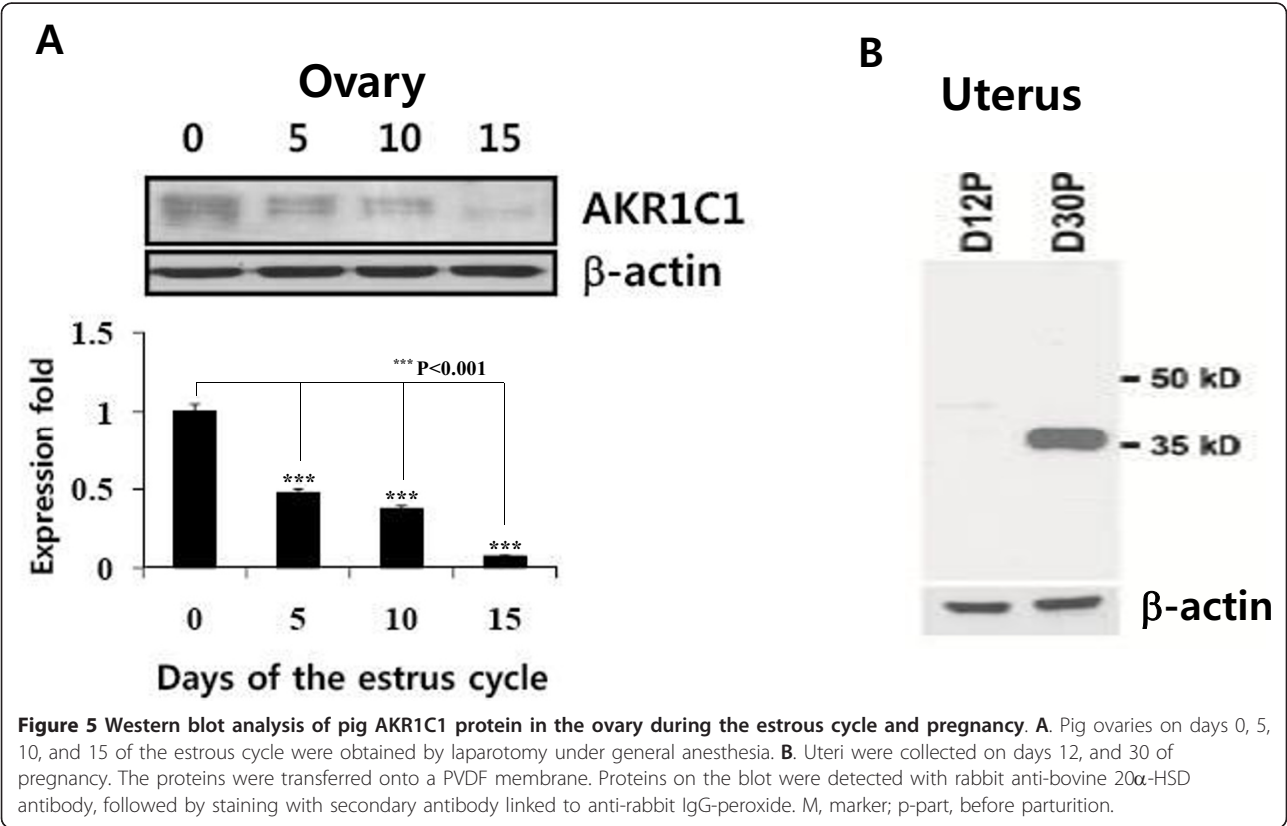 A
Ovary
0 5 10 15
AKR1C1
β-actin
1.5
1
0.5
0
Expression fold
*** P<0.001
***
***
***
0 5 10 15
Days of the estrus cycle
B
Uterus
D12P D30P
- 50 kD
- 35 kD
β-actin
Figure 5 Western blot analysis of pig AKR1C1 protein in the ovary during the estrous cycle and pregnancy. A. Pig ovaries on days 0, 5,
10, and 15 of the estrous cycle were obtained by laparotomy under general anesthesia. B. Uteri were collected on days 12, and 30 of
pregnancy. The proteins were transferred onto a PVDF membrane. Proteins on the blot were detected with rabbit anti-bovine 20α-HSD
antibody, followed by staining with secondary antibody linked to anti-rabbit IgG-peroxide. M, marker; p-part, before parturition.